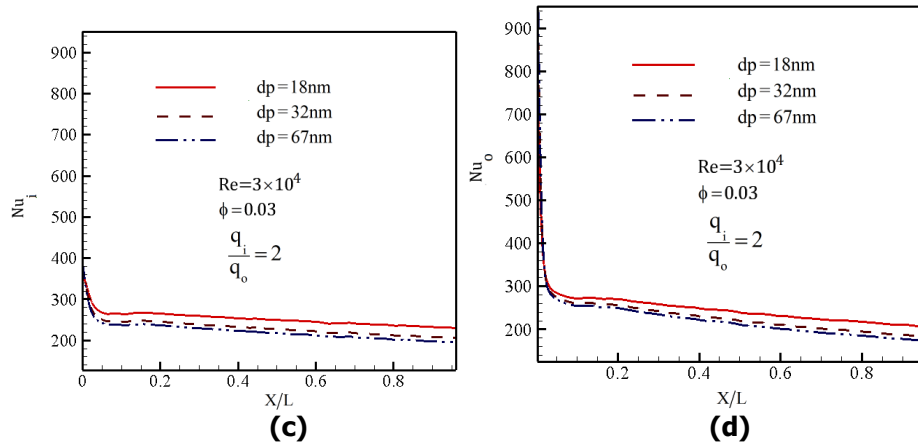 900
800
700
600
500
400
300
200
Nu_i
dp=18nm
dp=32nm
dp=67nm
Re=3×10^4
ϕ=0.03
q_i
q_o
=2
0
0.2
0.4
0.6
0.8
X/L
(c)
900
800
700
600
500
400
300
200
Nu_o
dp=18nm
dp=32nm
dp=67nm
Re=3×10^4
ϕ=0.03
q_i
q_o
=2
0.2
0.4
0.6
0.8
X/L
(d)